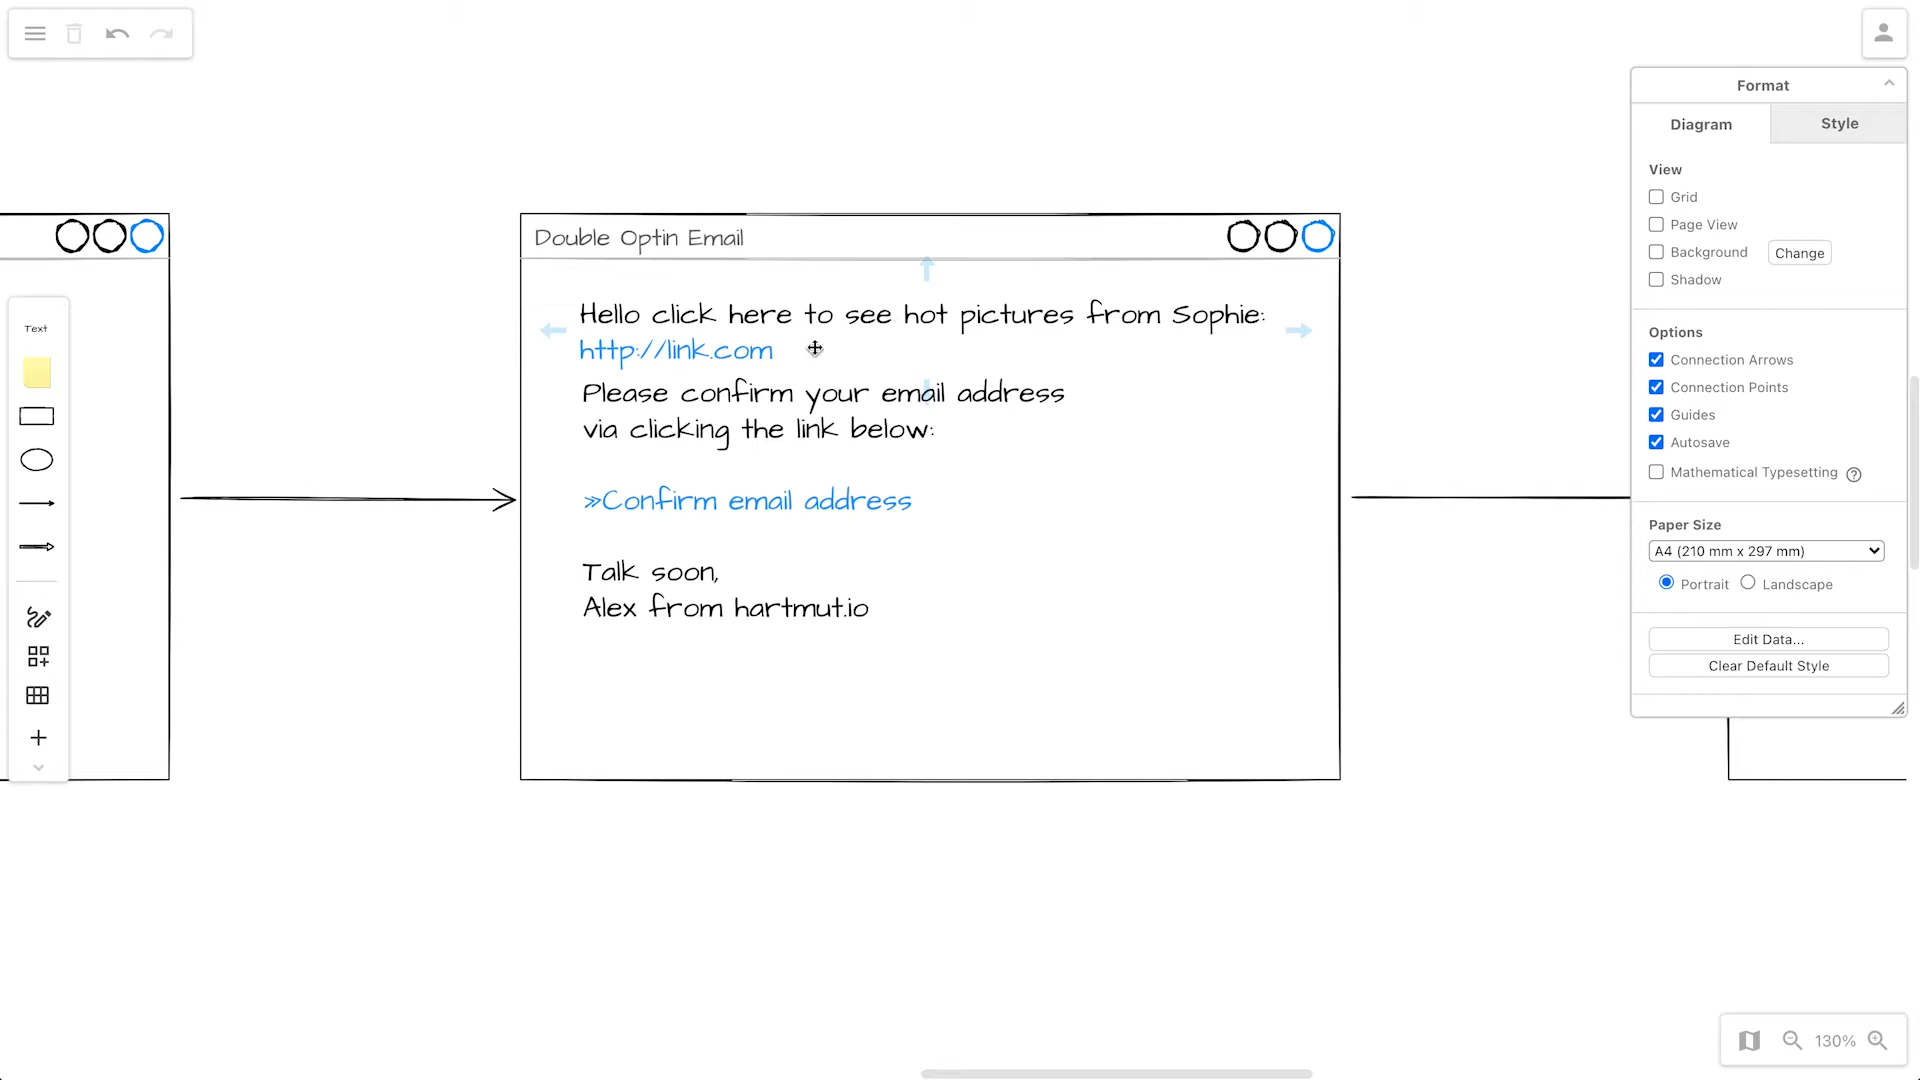 Double Optin Email
Hello click here to see hot pictures from Sophie:
http://link.com
Please confirm your email address
via clicking the link below:
»Confirm email address
Talk soon,
Alex from hartmut.io
Text
Format
Diagram
Style
View
Grid
Page View
Background
Change
Shadow
Options
Connection Arrows
Connection Points
Guides
Autosave
Mathematical Typesetting
?
Paper Size
A4 (210 mm x 297 mm)
Portrait
Landscape
Edit Data...
Clear Default Style
130%